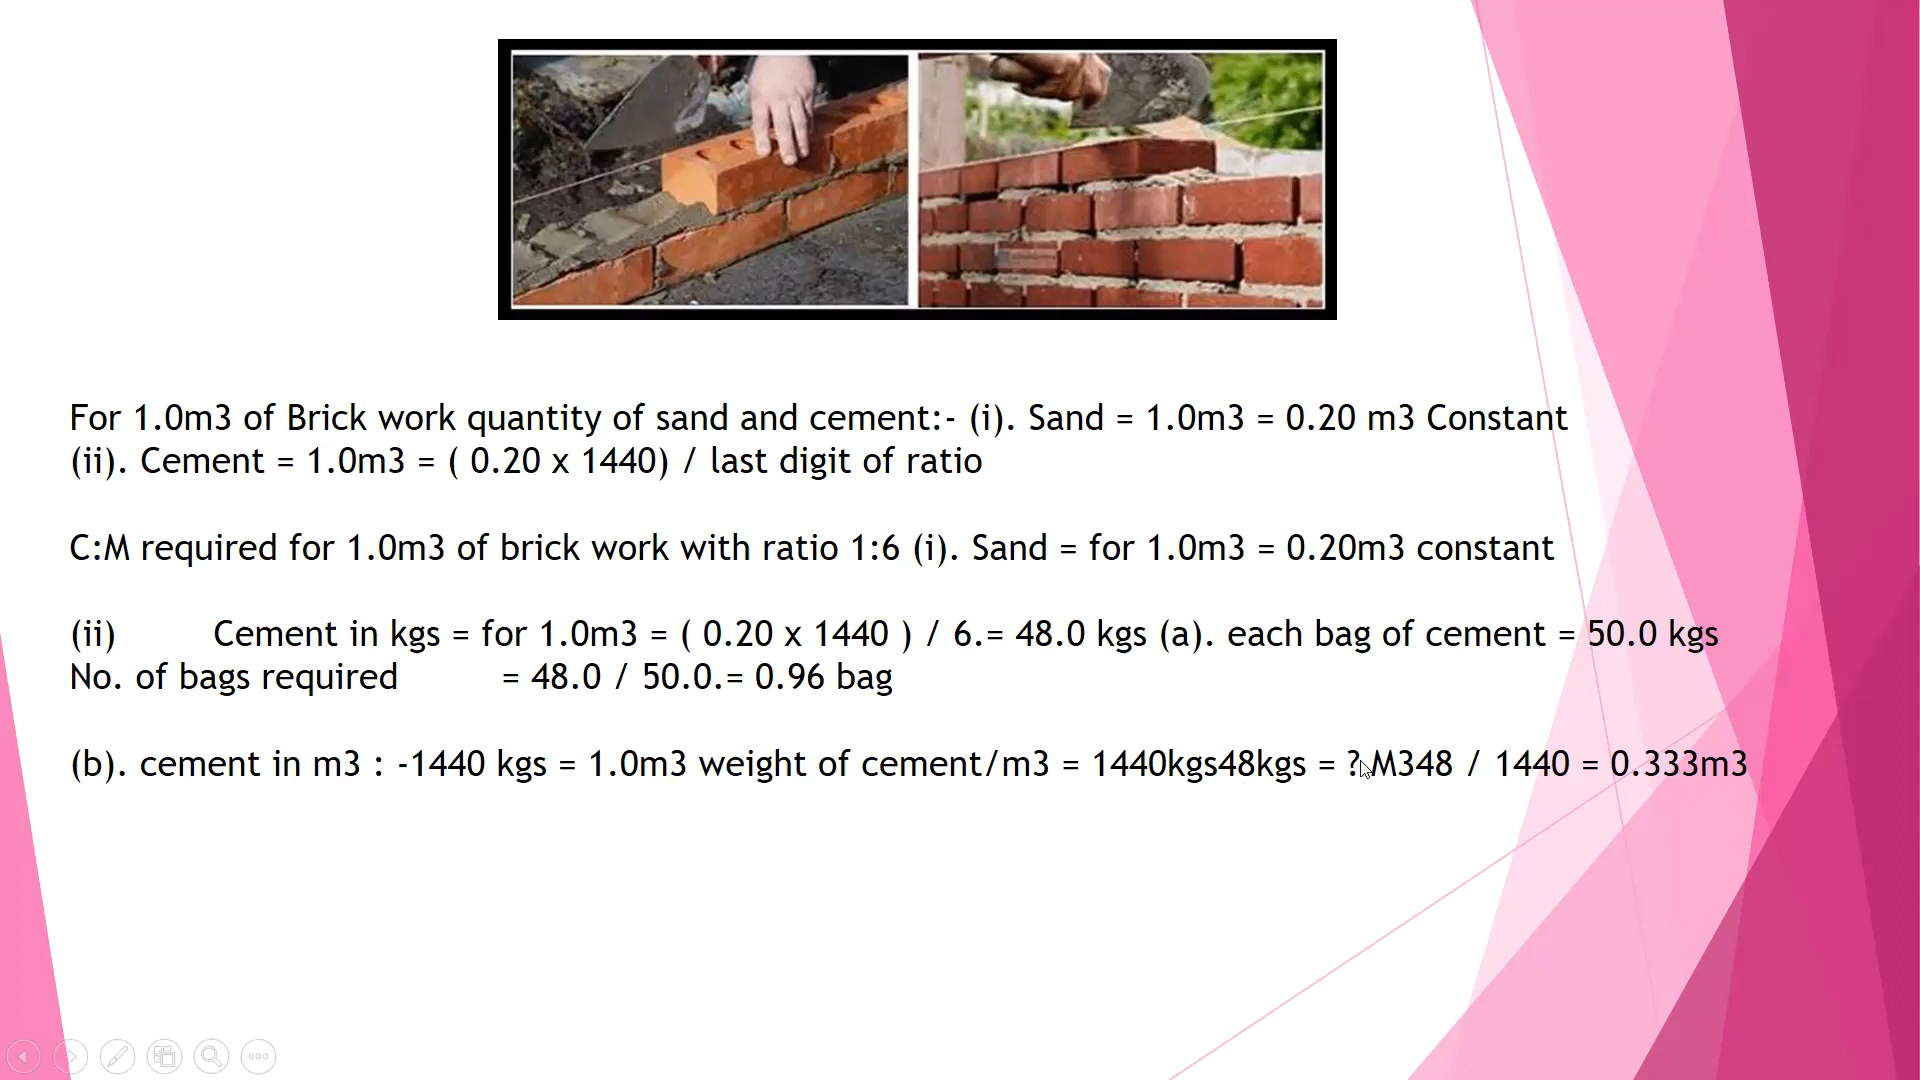 For 1.0m3 of Brick work quantity of sand and cement:- (i). Sand = 1.0m3 = 0.20 m3 Constant
(ii). Cement = 1.0m3 = ( 0.20 x 1440) / last digit of ratio
C:M required for 1.0m3 of brick work with ratio 1:6 (i). Sand = for 1.0m3 = 0.20m3 constant
(ii) Cement in kgs = for 1.0m3 = ( 0.20 x 1440 ) / 6.= 48.0 kgs (a). each bag of cement = 50.0 kgs
No. of bags required = 48.0 / 50.0.= 0.96 bag
(b). cement in m3 : -1440 kgs = 1.0m3 weight of cement/m3 = 1440kgs48kgs = ? M348 / 1440 = 0.333m3